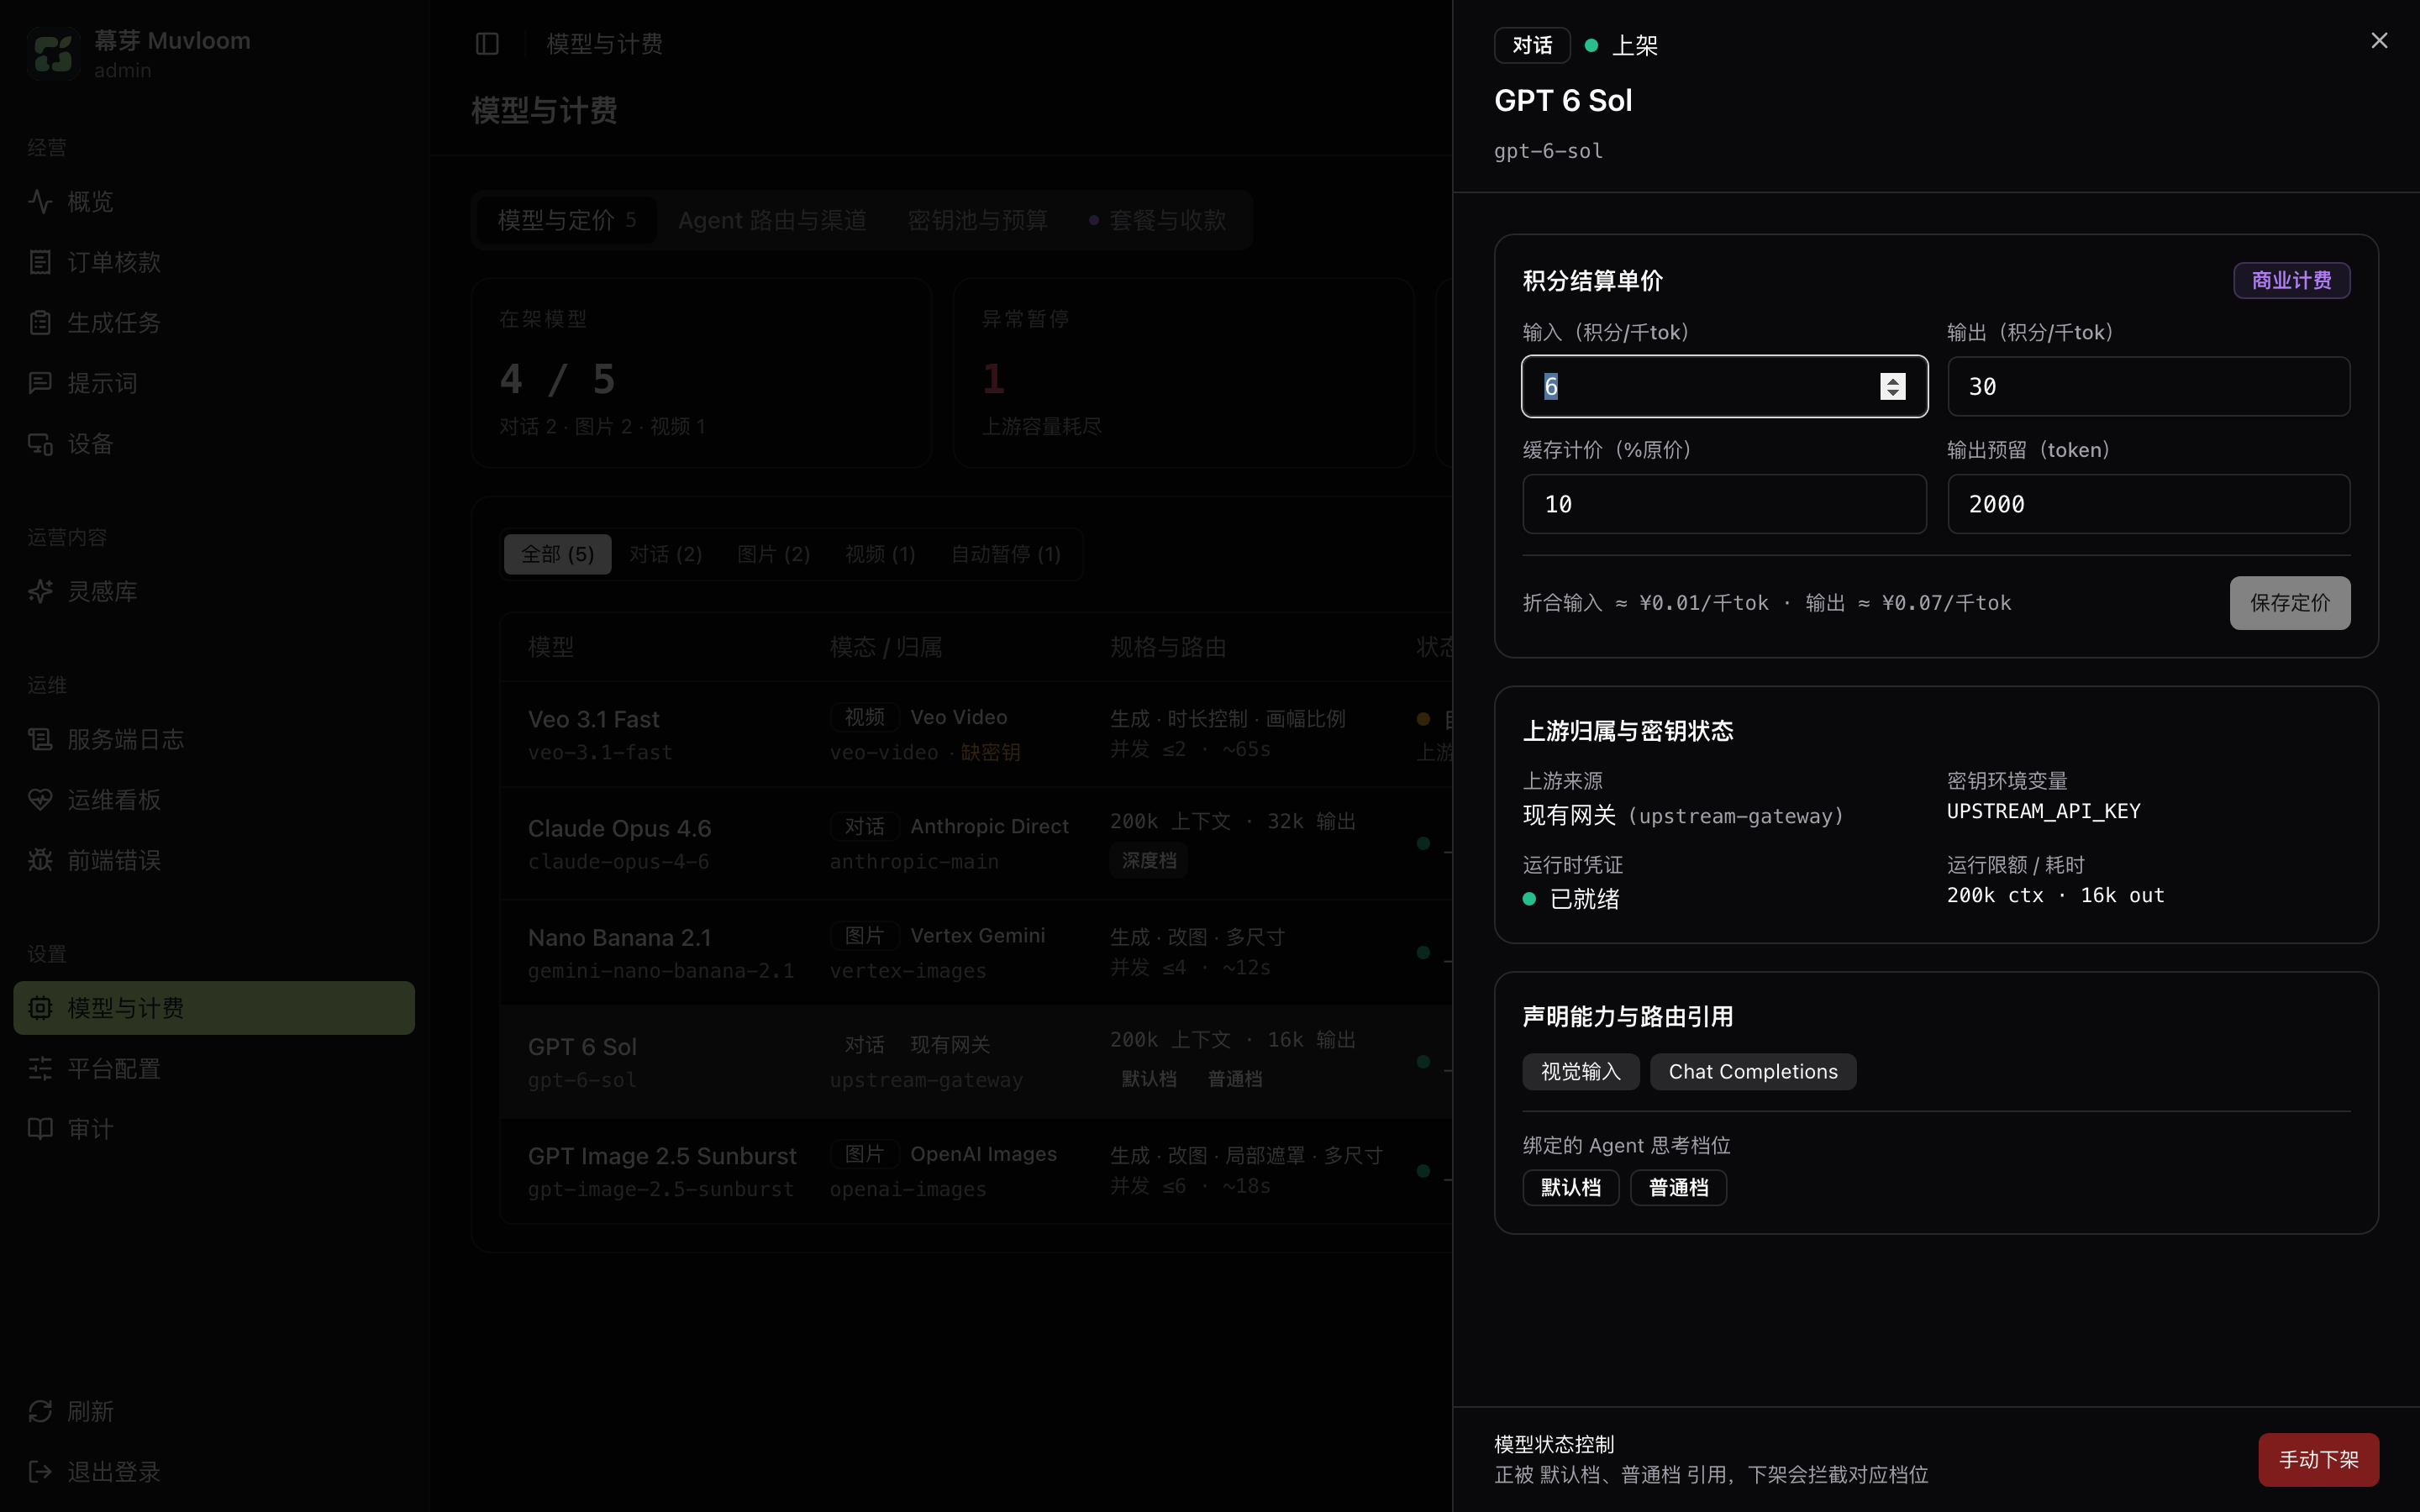 幕芽 Muvloom
admin
经营
概览
订单核款
生成任务
提示词
设备
运营内容
灵感库
运维
服务端日志
运维看板
前端错误
设置
模型与计费
平台配置
审计
刷新
退出登录
模型与计费
模型与计费
模型与定价 5 Agent 路由与渠道 密钥池与预算 套餐与收款
在架模型
4 / 5
对话 2 · 图片 2 · 视频 1
异常暂停
1
上游容量耗尽
全部 (5) 对话 (2) 图片 (2) 视频 (1) 自动暂停 (1)
模型 模态 / 归属 规格与路由
Veo 3.1 Fast 视频 Veo Video 生成 · 时长控制 · 画幅比例
veo-3.1-fast veo-video · 缺密钥 并发 ≤2 · ~65s
Claude Opus 4.6 对话 Anthropic Direct 200k 上下文 · 32k 输出
claude-opus-4-6 anthropic-main 深度档
Nano Banana 2.1 图片 Vertex Gemini 生成 · 改图 · 多尺寸
gemini-nano-banana-2.1 vertex-images 并发 ≤4 · ~12s
GPT 6 Sol 对话 现有网关 200k 上下文 · 16k 输出
gpt-6-sol upstream-gateway 默认档 普通档
GPT Image 2.5 Sunburst 图片 OpenAI Images 生成 · 改图 · 局部遮罩 · 多尺寸
gpt-image-2.5-sunburst openai-images 并发 ≤6 · ~18s
对话 上架
GPT 6 Sol
gpt-6-sol
积分结算单价 商业计费
输入（积分/千tok） 输出（积分/千tok）
6 30
缓存计价（%原价） 输出预留（token）
10 2000
折合输入 ≈ ¥0.01/千tok · 输出 ≈ ¥0.07/千tok 保存定价
上游归属与密钥状态
上游来源 密钥环境变量
现有网关 (upstream-gateway) UPSTREAM_API_KEY
运行时凭证 运行限额 / 耗时
已就绪 200k ctx · 16k out
声明能力与路由引用
视觉输入 Chat Completions
绑定的 Agent 思考档位
默认档 普通档
模型状态控制
正被 默认档、普通档 引用，下架会拦截对应档位
手动下架